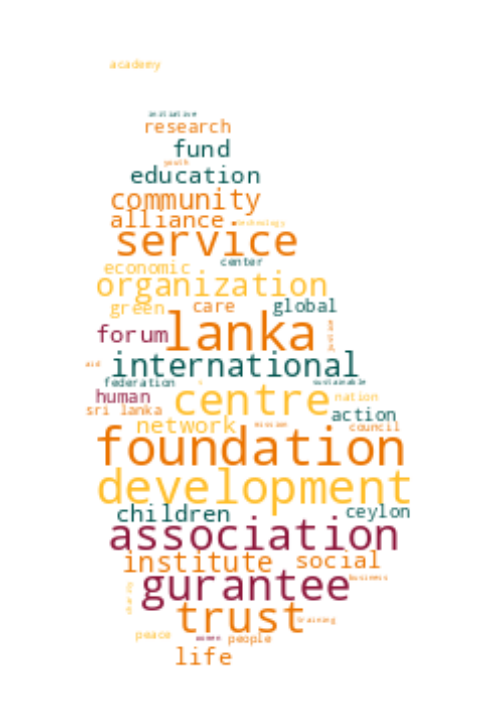 academy
initiative
research
fund
youth
education
community
alliance technology
service
center
economic
organization
green care global
forum lanka
aid international
federation sustainable
human centre nation
sri lanka action
network mission council
foundation
development
children ceylon
association
institute social
gurantee business
charity
trust training
peace women people
life